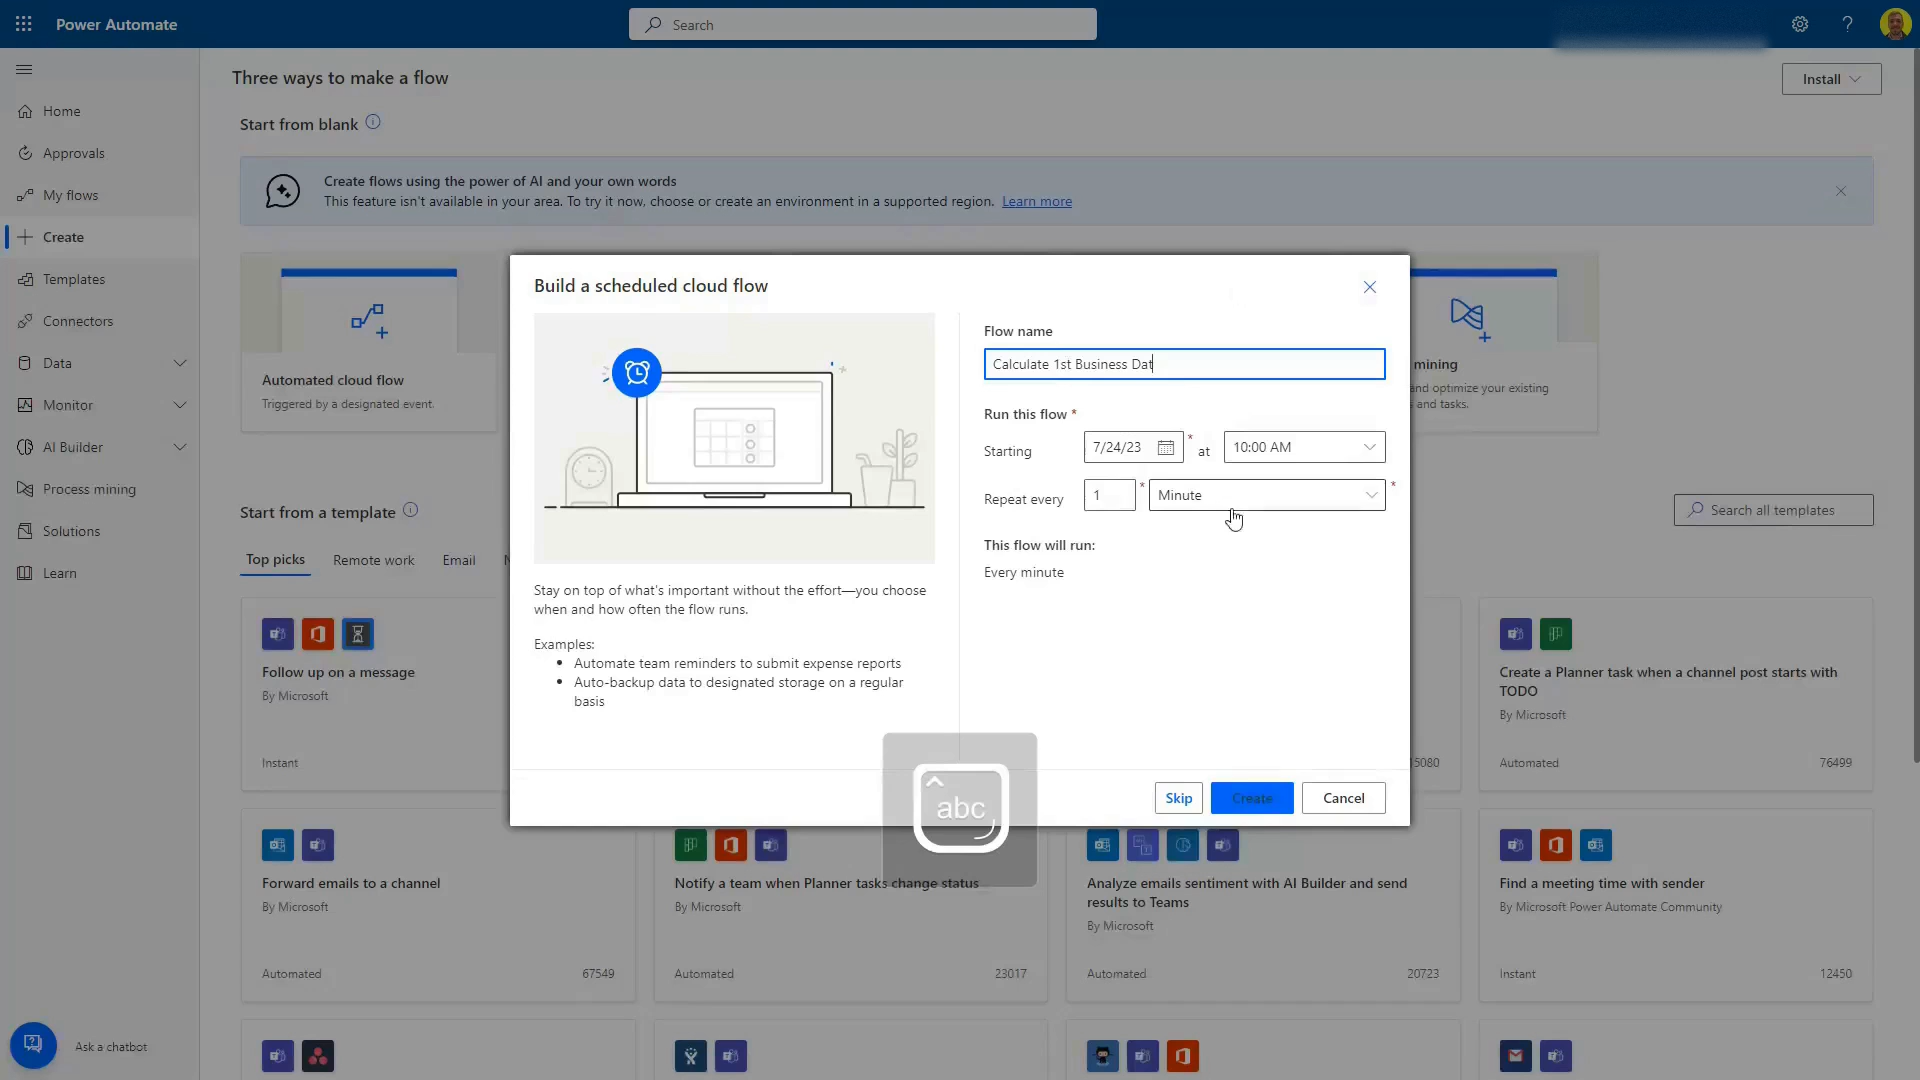 Power Automate
Search
Three ways to make a flow
Install
Start from blank
Home
Approvals
My flows
Create
Templates
Connectors
Data
Monitor
AI Builder
Process mining
Solutions
Learn
Ask a chatbot
Create flows using the power of AI and your own words
This feature isn't available in your area. To try it now, choose or create an environment in a supported region. Learn more
Automated cloud flow
Triggered by a designated event.
mining
and optimize your existing
and tasks.
Build a scheduled cloud flow
Stay on top of what's important without the effort—you choose
when and how often the flow runs.
Examples:
Automate team reminders to submit expense reports
Auto-backup data to designated storage on a regular
basis
Flow name
Calculate 1st Business Dat
Run this flow *
Starting 7/24/23 * at 10:00 AM
Repeat every 1 * Minute *
This flow will run:
Every minute
Skip Create Cancel
abc
Start from a template
Search all templates
Top picks Remote work Email
Follow up on a message
By Microsoft
Instant
15080
Create a Planner task when a channel post starts with
TODO
By Microsoft
Automated 76499
Forward emails to a channel
By Microsoft
Automated 67549
Notify a team when Planner tasks change status
By Microsoft
Automated 23017
Analyze emails sentiment with AI Builder and send
results to Teams
By Microsoft
Automated 20723
Find a meeting time with sender
By Microsoft Power Automate Community
Instant 12450